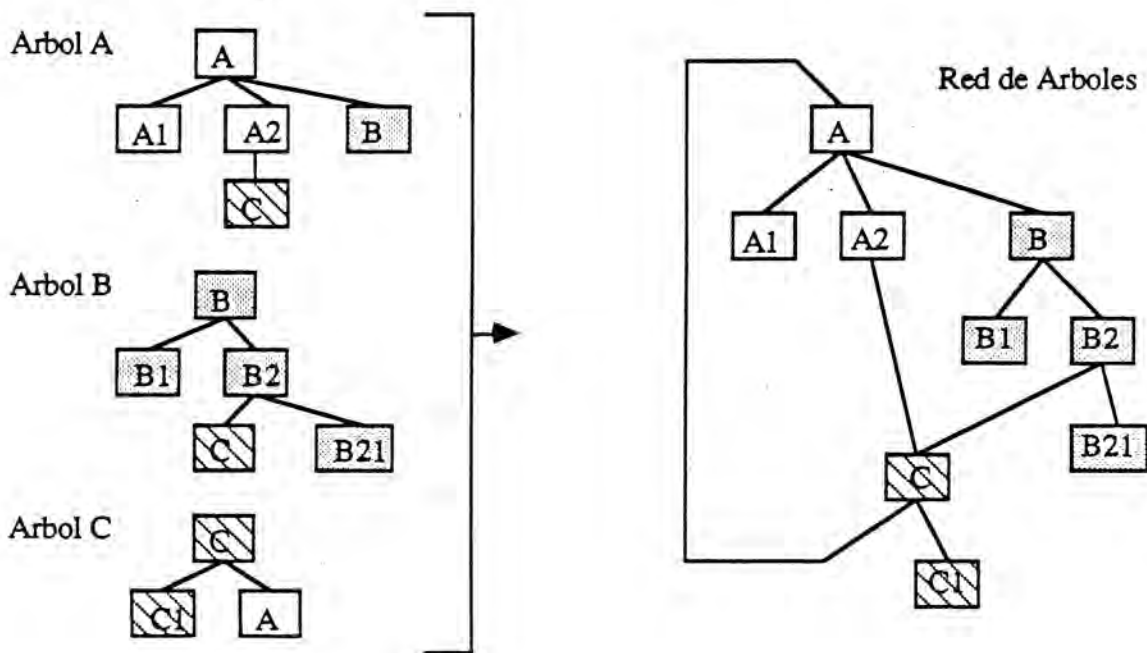 Arbol A
A
A1 A2 B
C
Arbol B
B
B1 B2
C B21
Arbol C
C
C1 A
Red de Arboles
A
A1 A2 B
B1 B2
B21
C
C1